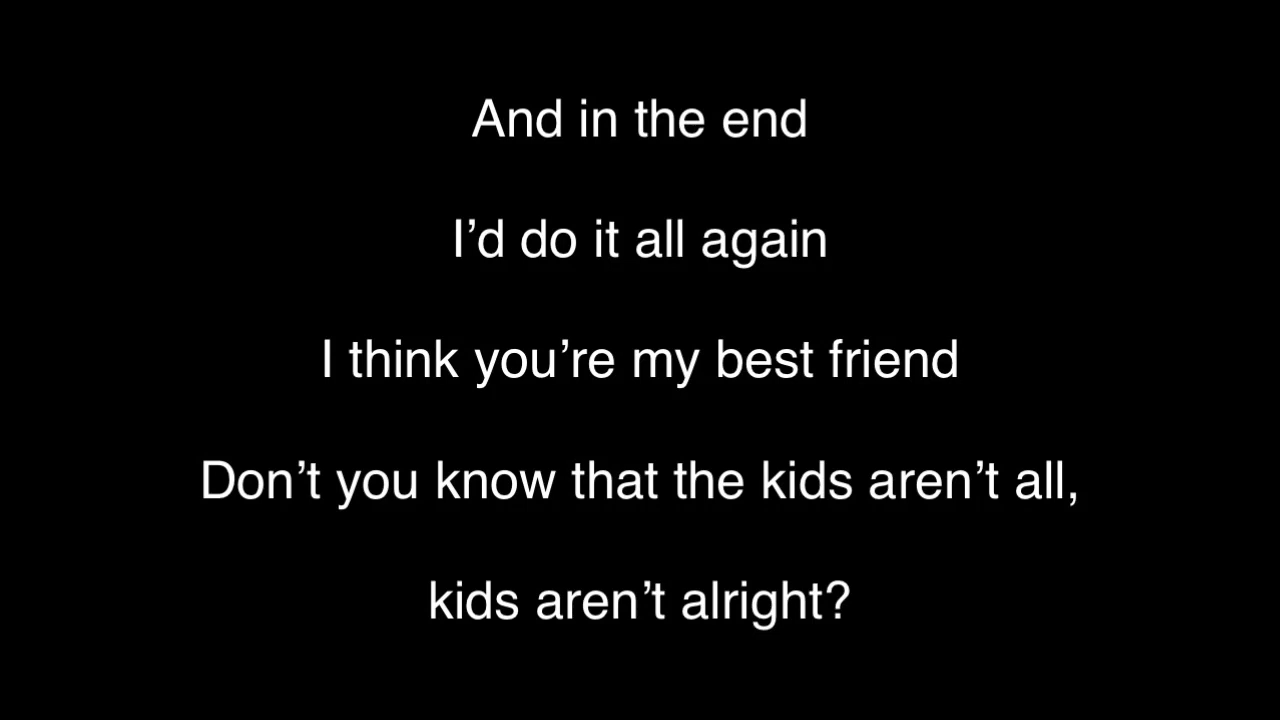 And in the end
I’d do it all again
I think you’re my best friend
Don’t you know that the kids aren’t all,
kids aren’t alright?